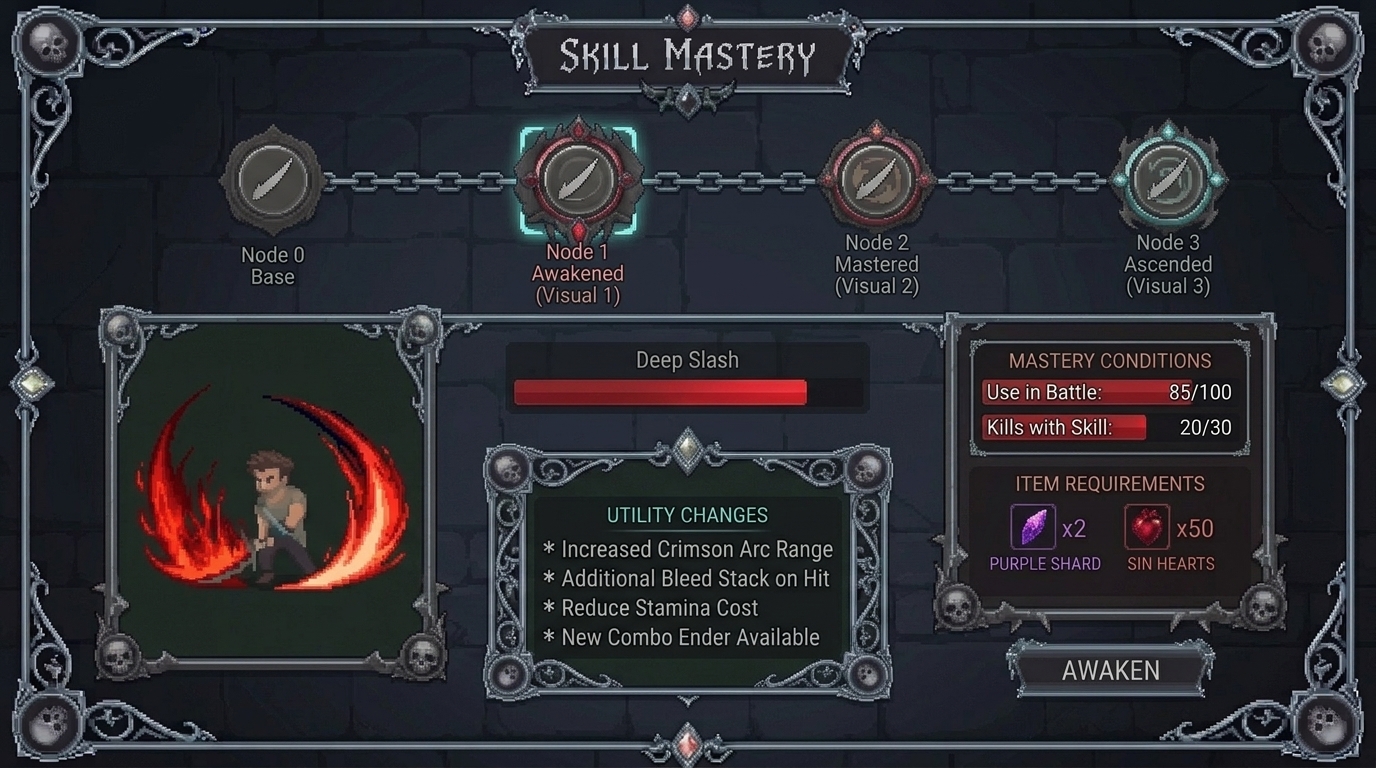 SKILL MASTERY
Node 0
Base
Node 1
Awakened
(Visual 1)
Node 2
Mastered
(Visual 2)
Node 3
Ascended
(Visual 3)
Deep Slash
UTILITY CHANGES
* Increased Crimson Arc Range
* Additional Bleed Stack on Hit
* Reduce Stamina Cost
* New Combo Ender Available
MASTERY CONDITIONS
Use in Battle: 85/100
Kills with Skill: 20/30
ITEM REQUIREMENTS
x2 x50
PURPLE SHARD SIN HEARTS
AWAKEN